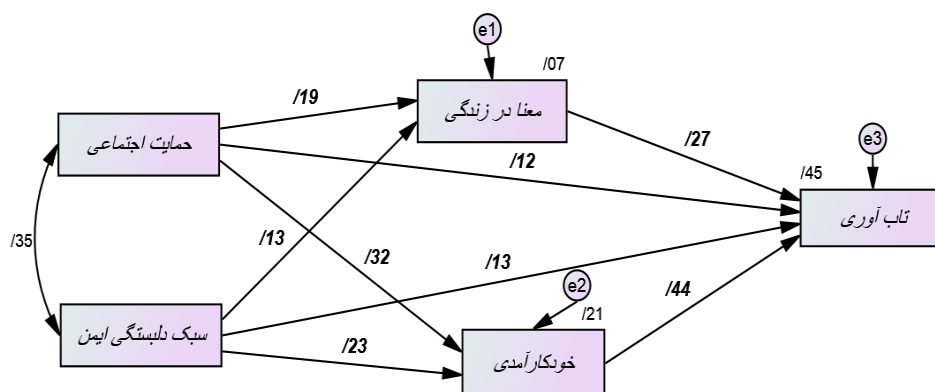 e1
/07
/19
معنا در زندگی
حمایت اجتماعی
/27
e3
/12
/45
تاب آوری
/35
/13
/32
/13
e2
/44
/21
سبک دلبستگی ایمن
/23
خودکارآمدی